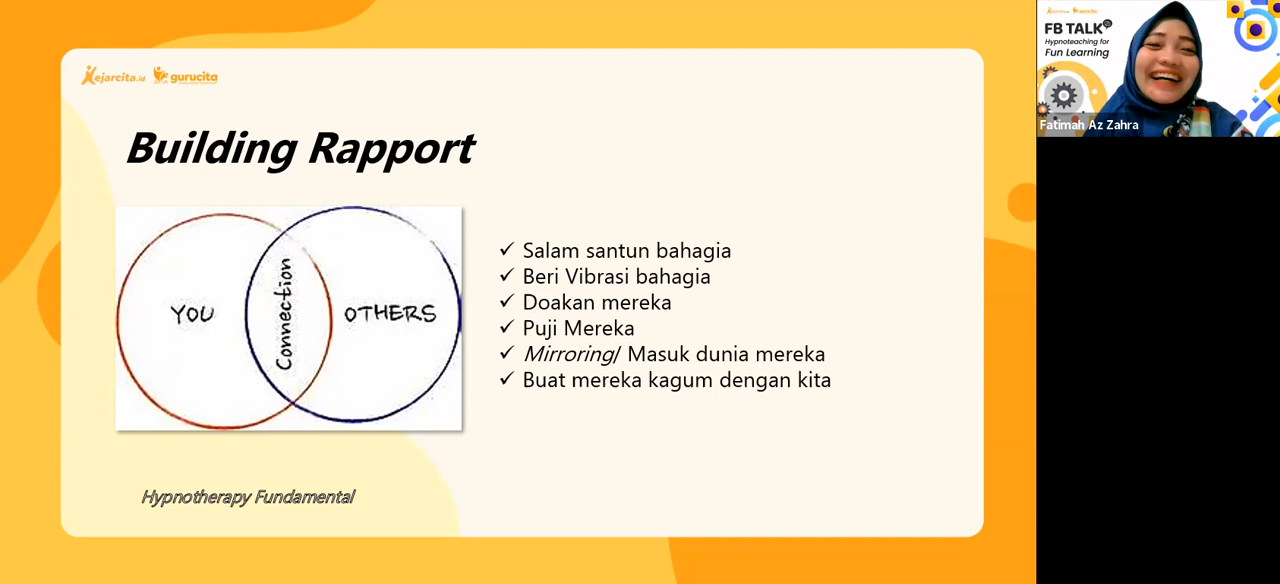 Kejarcita.id gurucita
Building Rapport
YOU
Connection
OTHERS
✓ Salam santun bahagia
✓ Beri Vibrasi bahagia
✓ Doakan mereka
✓ Puji Mereka
✓ Mirroring/ Masuk dunia mereka
✓ Buat mereka kagum dengan kita
Hypnotherapy Fundamental
FB TALK
Hypnoteaching for
Fun Learning
Fatimah Az Zahra